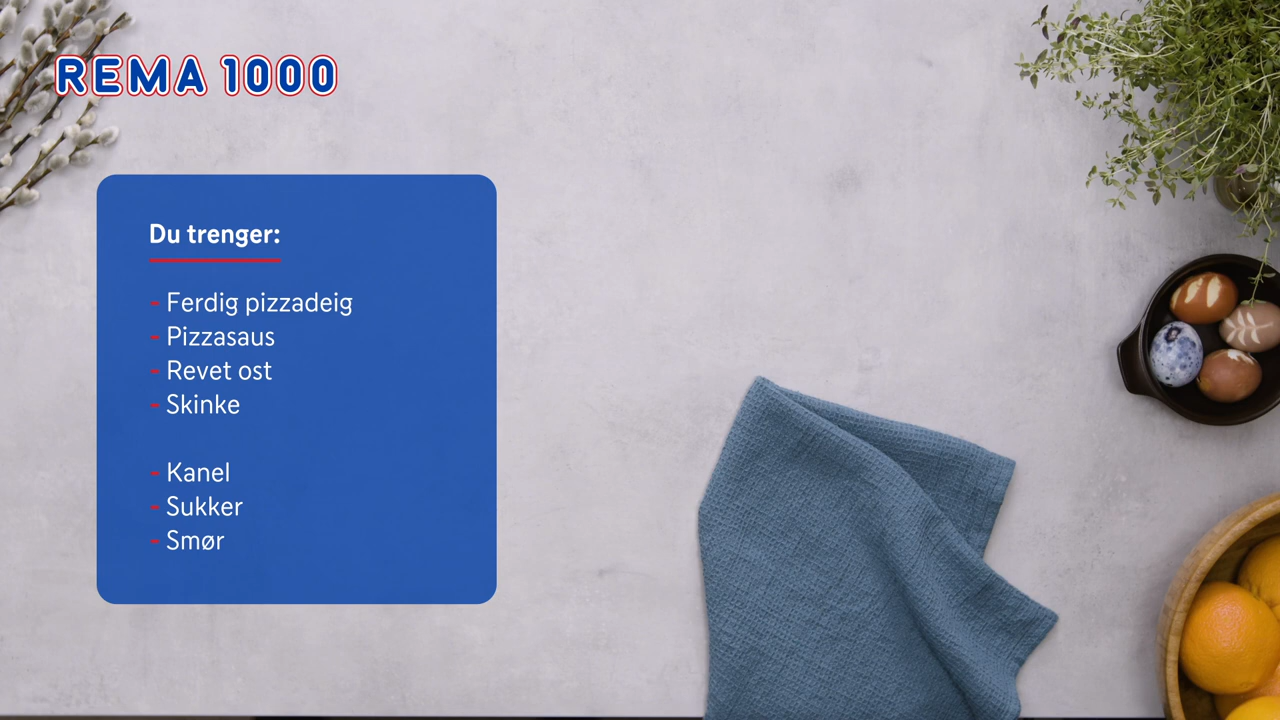 REMA 1000
Du trenger:
- Ferdig pizzadeig
- Pizzasaus
- Revet ost
- Skinke
- Kanel
- Sukker
- Smør